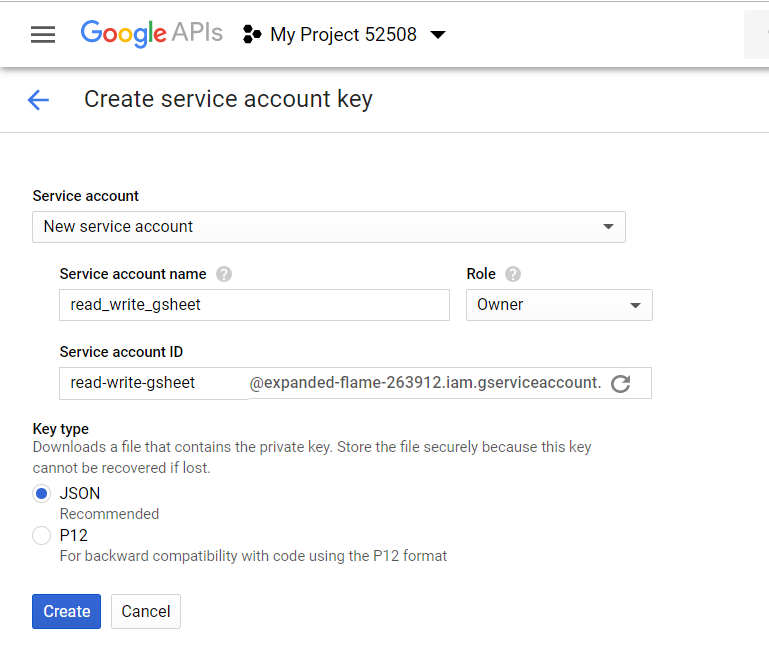 Google APIs My Project 52508
Create service account key
Service account
New service account
Service account name ? Role ?
read_write_gsheet Owner
Service account ID
read-write-gsheet @expanded-flame-263912.iam.gserviceaccount.
Key type
Downloads a file that contains the private key. Store the file securely because this key
cannot be recovered if lost.
JSON
Recommended
P12
For backward compatibility with code using the P12 format
Create Cancel